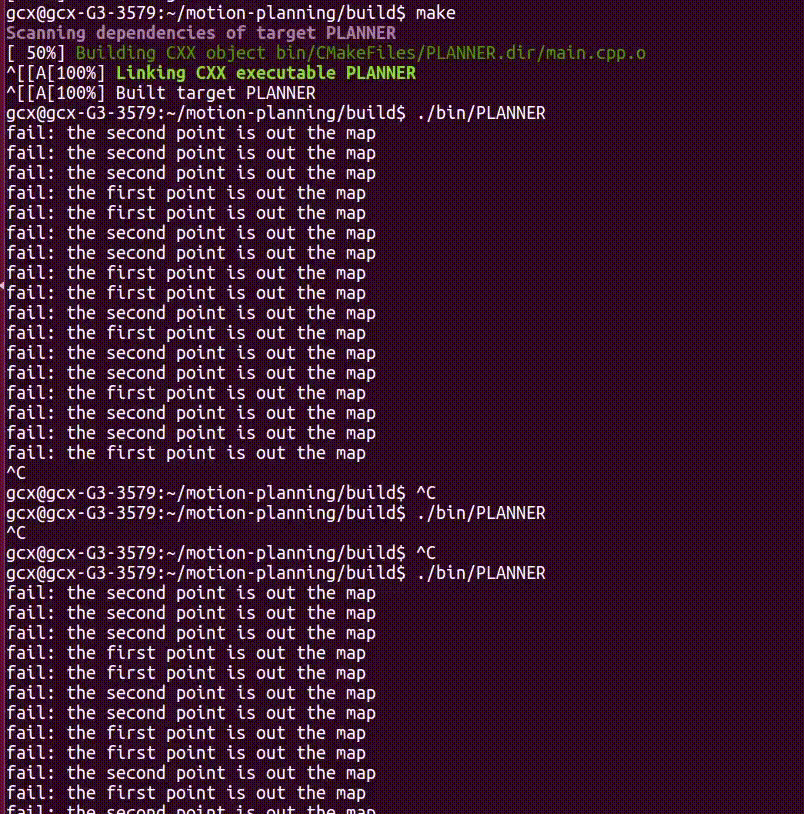 gcx@gcx-G3-3579:~/motion-planning/build$ make
Scanning dependencies of target PLANNER
[ 50%] Building CXX object bin/CMakeFiles/PLANNER.dir/main.cpp.o
^[[A[100%] Linking CXX executable PLANNER
^[[A[100%] Built target PLANNER
gcx@gcx-G3-3579:~/motion-planning/build$ ./bin/PLANNER
fail: the second point is out the map
fail: the second point is out the map
fail: the second point is out the map
fail: the first point is out the map
fail: the first point is out the map
fail: the second point is out the map
fail: the second point is out the map
fail: the first point is out the map
fail: the first point is out the map
fail: the second point is out the map
fail: the first point is out the map
fail: the second point is out the map
fail: the second point is out the map
fail: the first point is out the map
fail: the second point is out the map
fail: the second point is out the map
fail: the first point is out the map
^C
gcx@gcx-G3-3579:~/motion-planning/build$ ^C
gcx@gcx-G3-3579:~/motion-planning/build$ ./bin/PLANNER
^C
gcx@gcx-G3-3579:~/motion-planning/build$ ^C
gcx@gcx-G3-3579:~/motion-planning/build$ ./bin/PLANNER
fail: the second point is out the map
fail: the second point is out the map
fail: the second point is out the map
fail: the first point is out the map
fail: the first point is out the map
fail: the second point is out the map
fail: the second point is out the map
fail: the first point is out the map
fail: the first point is out the map
fail: the second point is out the map
fail: the first point is out the map
fail: the second point is out the map